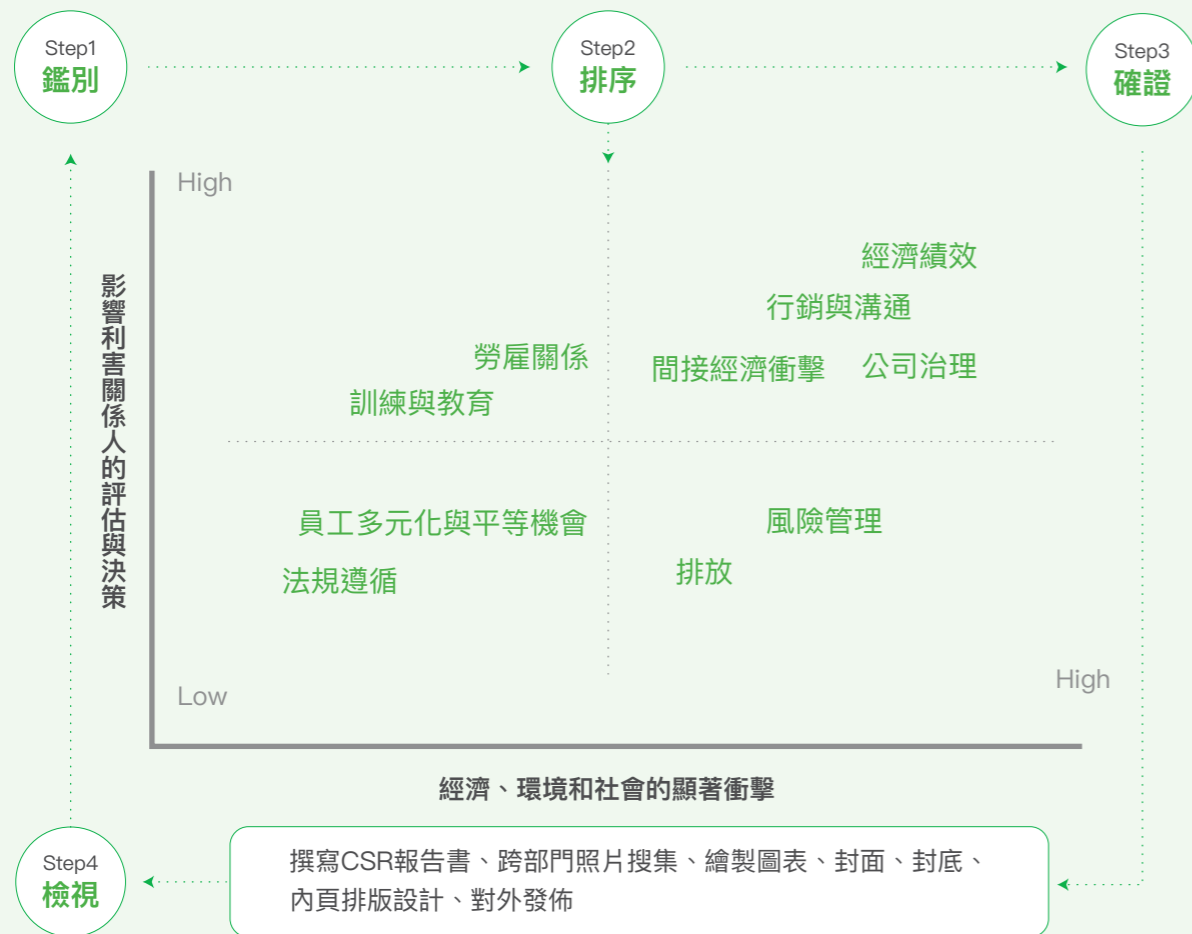 Step1
鑑別
Step2
排序
Step3
確證
High
經濟績效
行銷與溝通
勞雇關係
間接經濟衝擊
公司治理
訓練與教育
影響利害關係人的評估與決策
員工多元化與平等機會
風險管理
排放
法規遵循
Low
High
經濟、環境和社會的顯著衝擊
Step4
檢視
撰寫CSR報告書、跨部門照片搜集、繪製圖表、封面、封底、
內頁排版設計、對外發佈